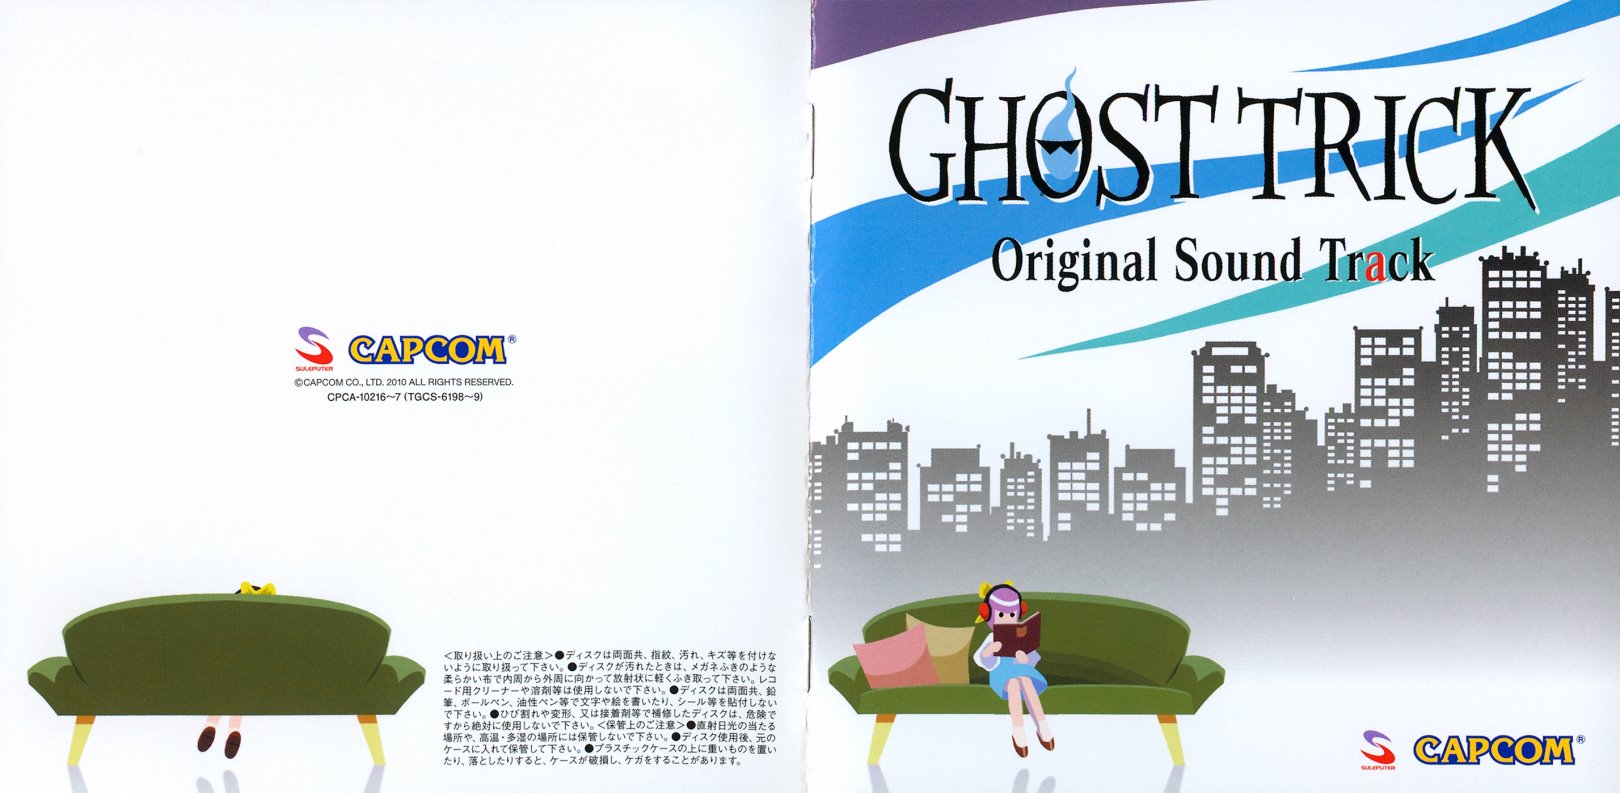 SULEPUTER
CAPCOM®
©CAPCOM CO., LTD. 2010 ALL RIGHTS RESERVED.
CPCA-10216〜7 (TGCS-6198〜9)
<取り扱い上のご注意>●ディスクは両面共、指紋、汚れ、キズ等を付けな
いように取り扱って下さい。●ディスクが汚れたときは、メガネふきのような
柔らかい布で内周から外周に向かって放射状に軽くふき取って下さい。レコ
ード用クリーナーや溶剤等は使用しないで下さい。●ディスクは両面共、鉛
筆、ボールペン、油性ペン等で文字や絵を書いたり、シール等を貼付しない
で下さい。●ひび割れや変形、又は接着剤等で補修したディスクは、危険で
すから絶対に使用しないで下さい。<保管上のご注意>●直射日光の当たる
場所や、高温・多湿の場所には保管しないで下さい。●ディスク使用後、元の
ケースに入れて保管して下さい。●プラスチックケースの上に重いものを置い
たり、落としたりすると、ケースが破損し、ケガをすることがあります。
GHOST TRICK
Original Sound Track
SULEPUTER
CAPCOM®